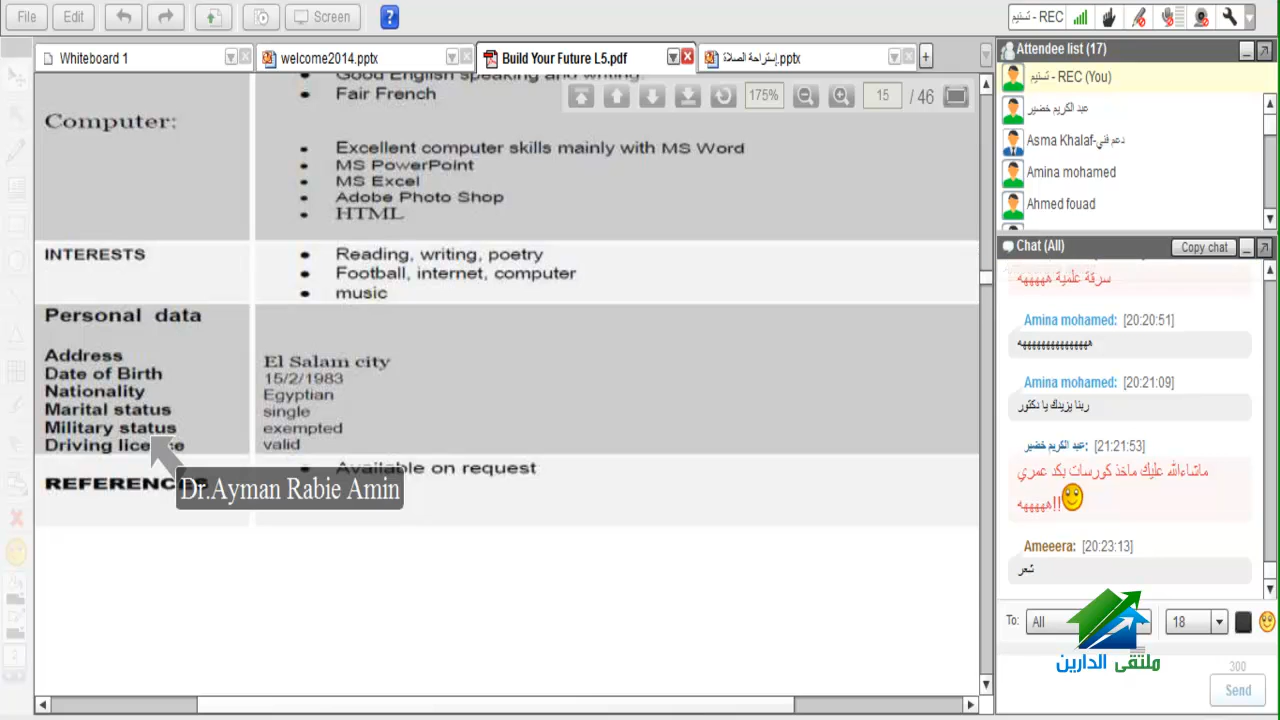 File
Edit
Screen
?
تسنيم - REC
Whiteboard 1
welcome2014.pptx
Build Your Future L5.pdf
إستراحة الصلاة.pptx
175%
15
/ 46
Good English speaking and writing.
Fair French
Computer:
Excellent computer skills mainly with MS Word
MS PowerPoint
MS Excel
Adobe Photo Shop
HTML
INTERESTS
Reading, writing, poetry
Football, internet, computer
music
Personal data
Address
El Salam city
Date of Birth
15/2/1983
Nationality
Egyptian
Marital status
single
Military status
exempted
Driving
valid
Available on request
Dr.Ayman Rabie Amin
Attendee list (17)
تسنيم - REC (You)
عبد الكريم خضير
Asma Khalaf-دعم فني
Amina mohamed
Ahmed fouad
Chat (All)
Copy chat
سرقة علمية هههههه
Amina mohamed: [20:20:51]
Amina mohamed: [20:21:09]
ربنا يزيدك يا دكتور
عبد الكريم خضير: [21:21:53]
ماشاءالله عليك ماخذ كورسات بكد عمري
!!هههههه
Ameeera: [20:23:13]
شعر
To:
All
18
ملتقى الدارين
300
Send